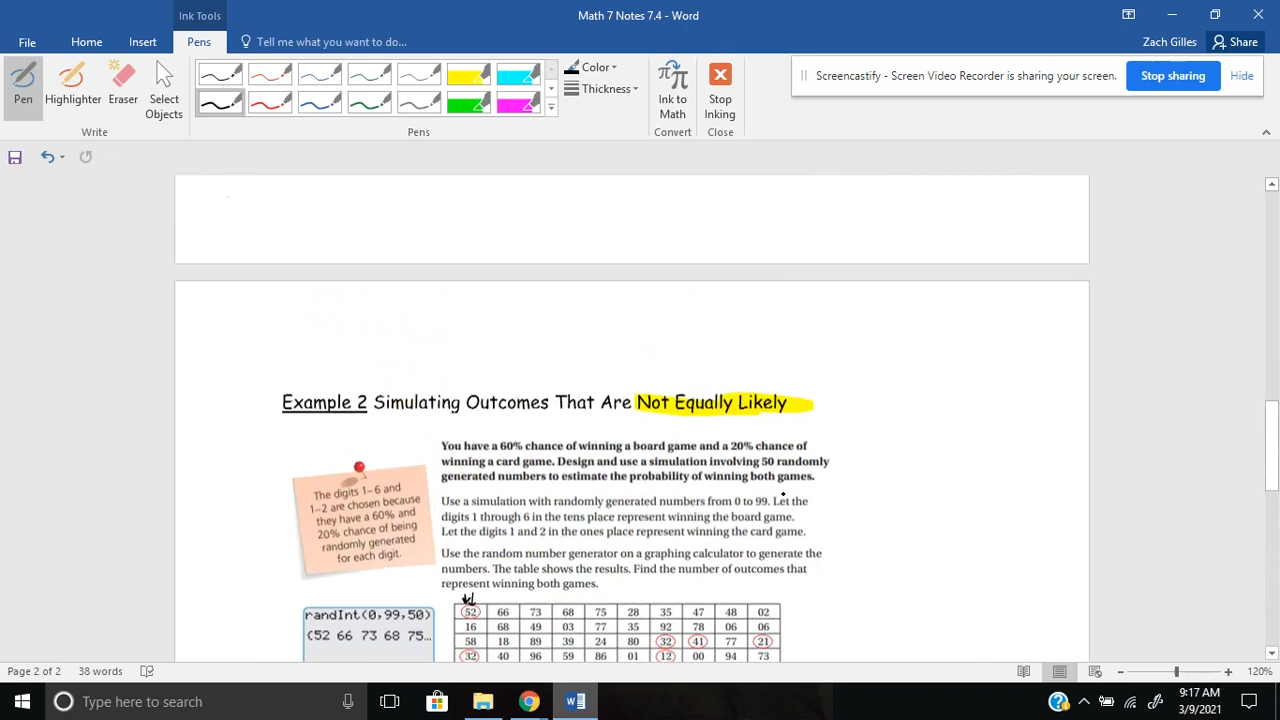 Ink Tools
Math 7 Notes 7.4 - Word
File
Home
Insert
Pens
Tell me what you want to do...
Zach Gilles
Share
Pen
Highlighter
Eraser
Select
Objects
Color
Thickness
Ink to
Math
Stop
Inking
Write
Pens
Convert
Close
Screencastify - Screen Video Recorder is sharing your screen.
Stop sharing
Hide
Example 2 Simulating Outcomes That Are Not Equally Likely
You have a 60% chance of winning a board game and a 20% chance of
winning a card game. Design and use a simulation involving 50 randomly
generated numbers to estimate the probability of winning both games.
The digits 1–6 and
1–2 are chosen because
they have a 60% and
20% chance of being
randomly generated
for each digit.
Use a simulation with randomly generated numbers from 0 to 99. Let the
digits 1 through 6 in the tens place represent winning the board game.
Let the digits 1 and 2 in the ones place represent winning the card game.
Use the random number generator on a graphing calculator to generate the
numbers. The table shows the results. Find the number of outcomes that
represent winning both games.
randInt(0,99,50)
{52 66 73 68 75…
52 66 73 68 75 28 35 47 48 02
16 68 49 03 77 35 92 78 06 06
58 18 89 39 24 80 32 41 77 21
32 40 96 59 86 01 12 00 94 73
Page 2 of 2
38 words
120%
Type here to search
9:17 AM
3/9/2021